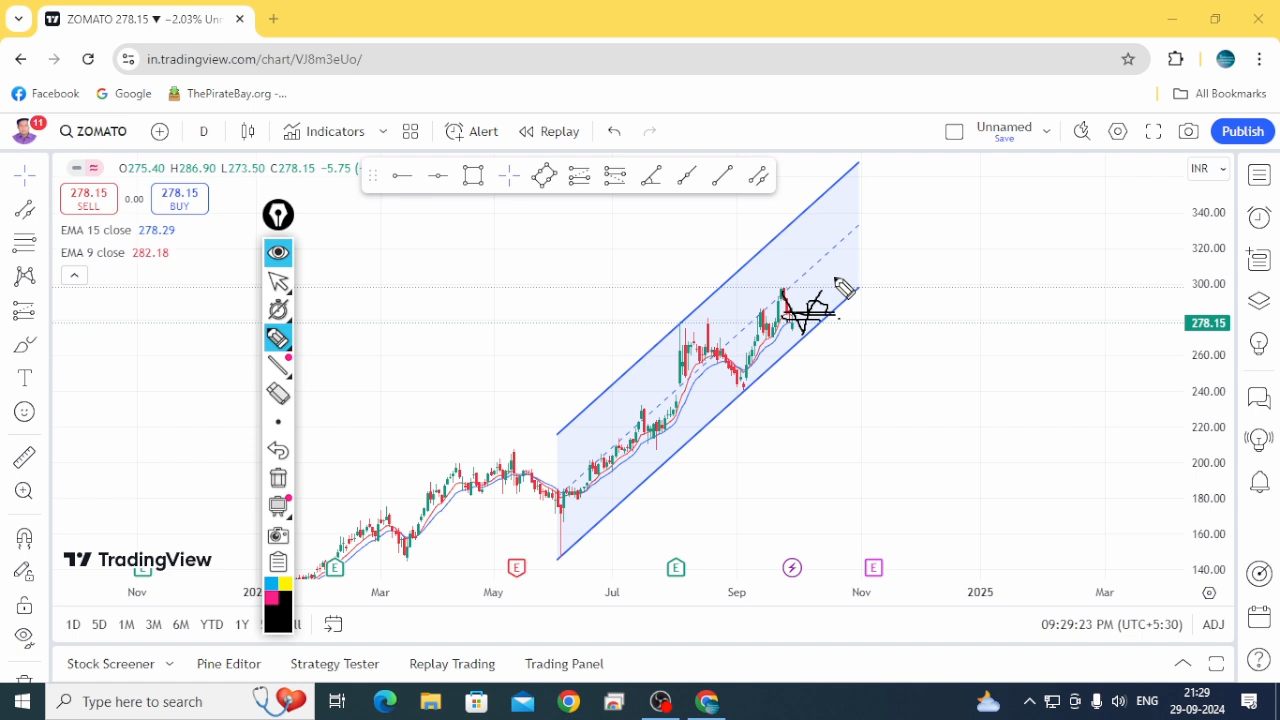 ZOMATO 278.15 ▼ −2.03% Un
in.tradingview.com/chart/VJ8m3eUo/
Facebook
Google
ThePirateBay.org -...
All Bookmarks
11
ZOMATO
D
Indicators
Alert
Replay
Unnamed
Save
Publish
O275.40 H286.90 L273.50 C278.15 −5.75
INR
278.15
SELL
0.00
278.15
BUY
EMA 15 close 278.29
EMA 9 close 282.18
340.00
320.00
300.00
278.15
260.00
240.00
220.00
200.00
180.00
160.00
140.00
TradingView
E
E
E
E
E
Nov
Mar
May
Jul
Sep
Nov
2025
Mar
1D 5D 1M 3M 6M YTD 1Y
09:29:23 PM (UTC+5:30)
ADJ
Stock Screener
Pine Editor
Strategy Tester
Replay Trading
Trading Panel
Type here to search
ENG
21:29
29-09-2024